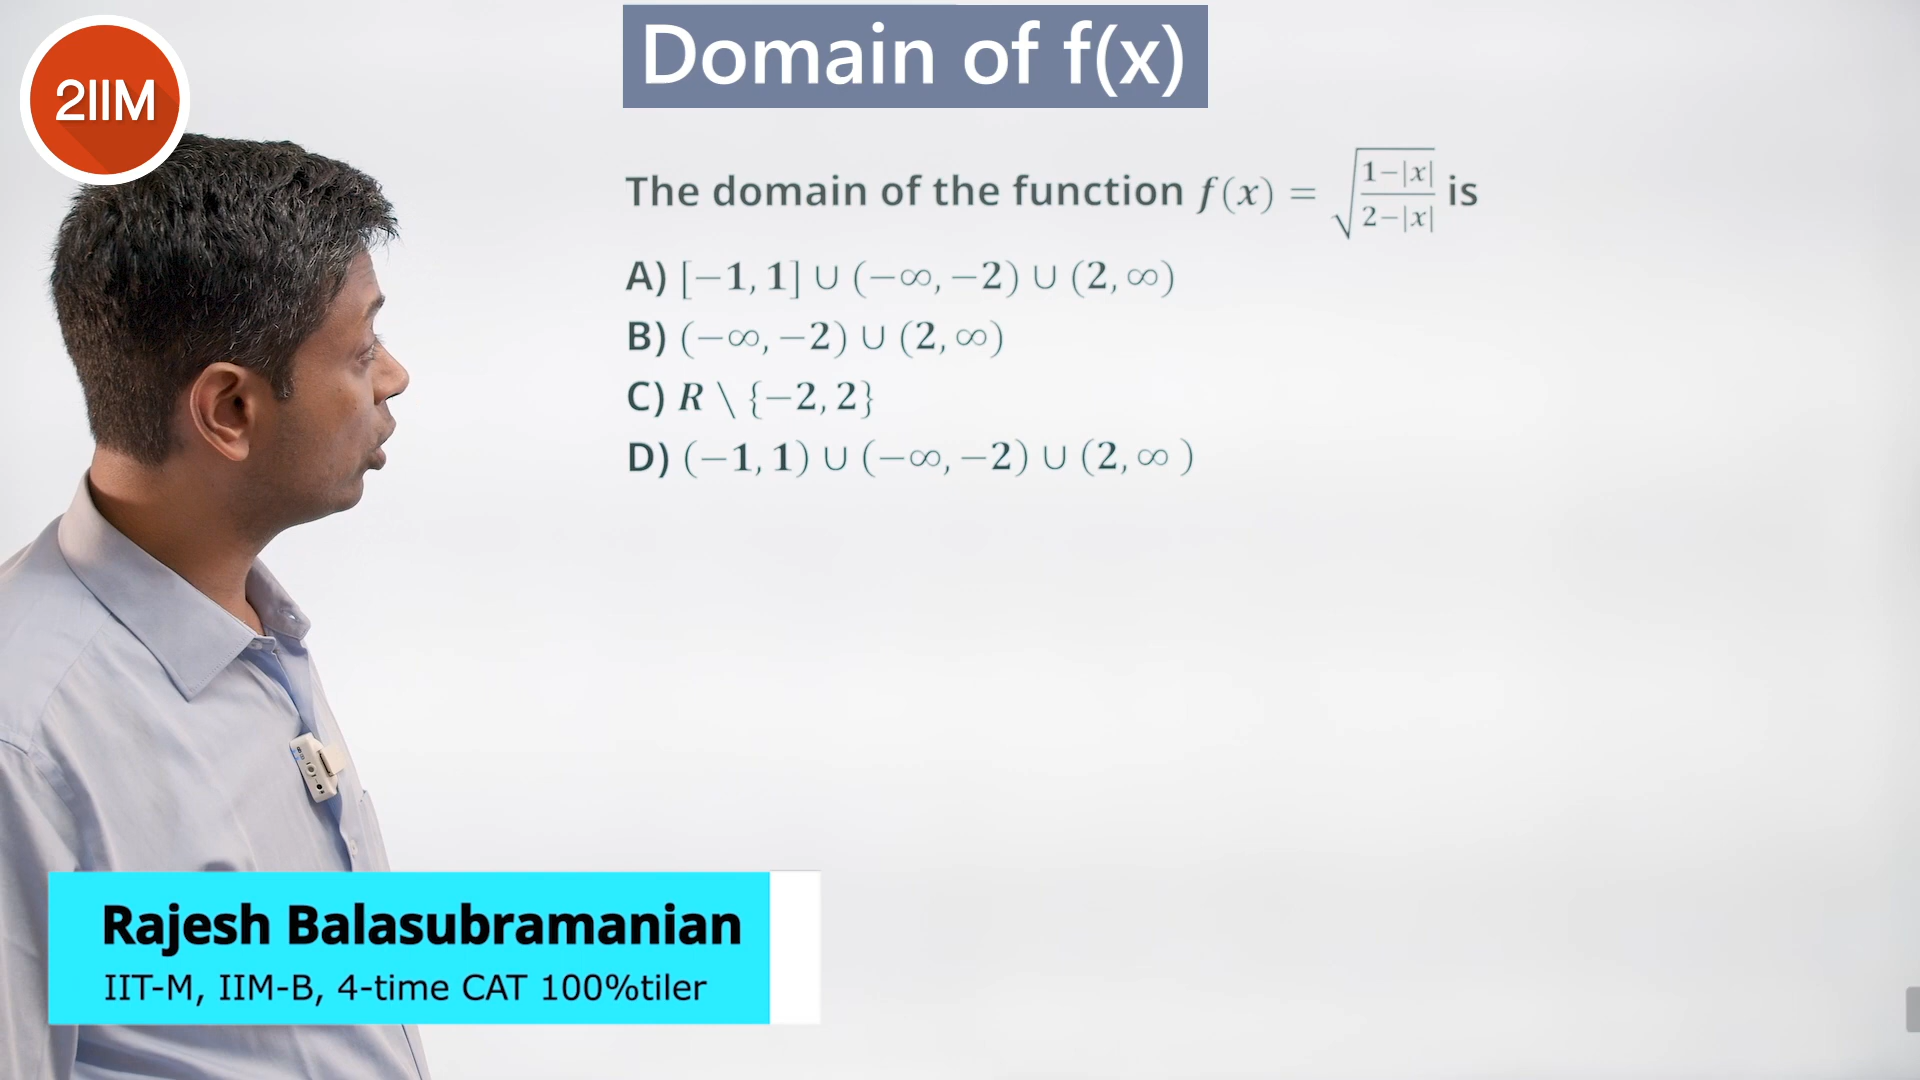 2IIM
Domain of f(x)
The domain of the function f(x) = √((1−|x|)/(2−|x|)) is
A) [−1, 1] ∪ (−∞, −2) ∪ (2, ∞)
B) (−∞, −2) ∪ (2, ∞)
C) R \ {−2, 2}
D) (−1, 1) ∪ (−∞, −2) ∪ (2, ∞ )
Rajesh Balasubramanian
IIT-M, IIM-B, 4-time CAT 100%tiler